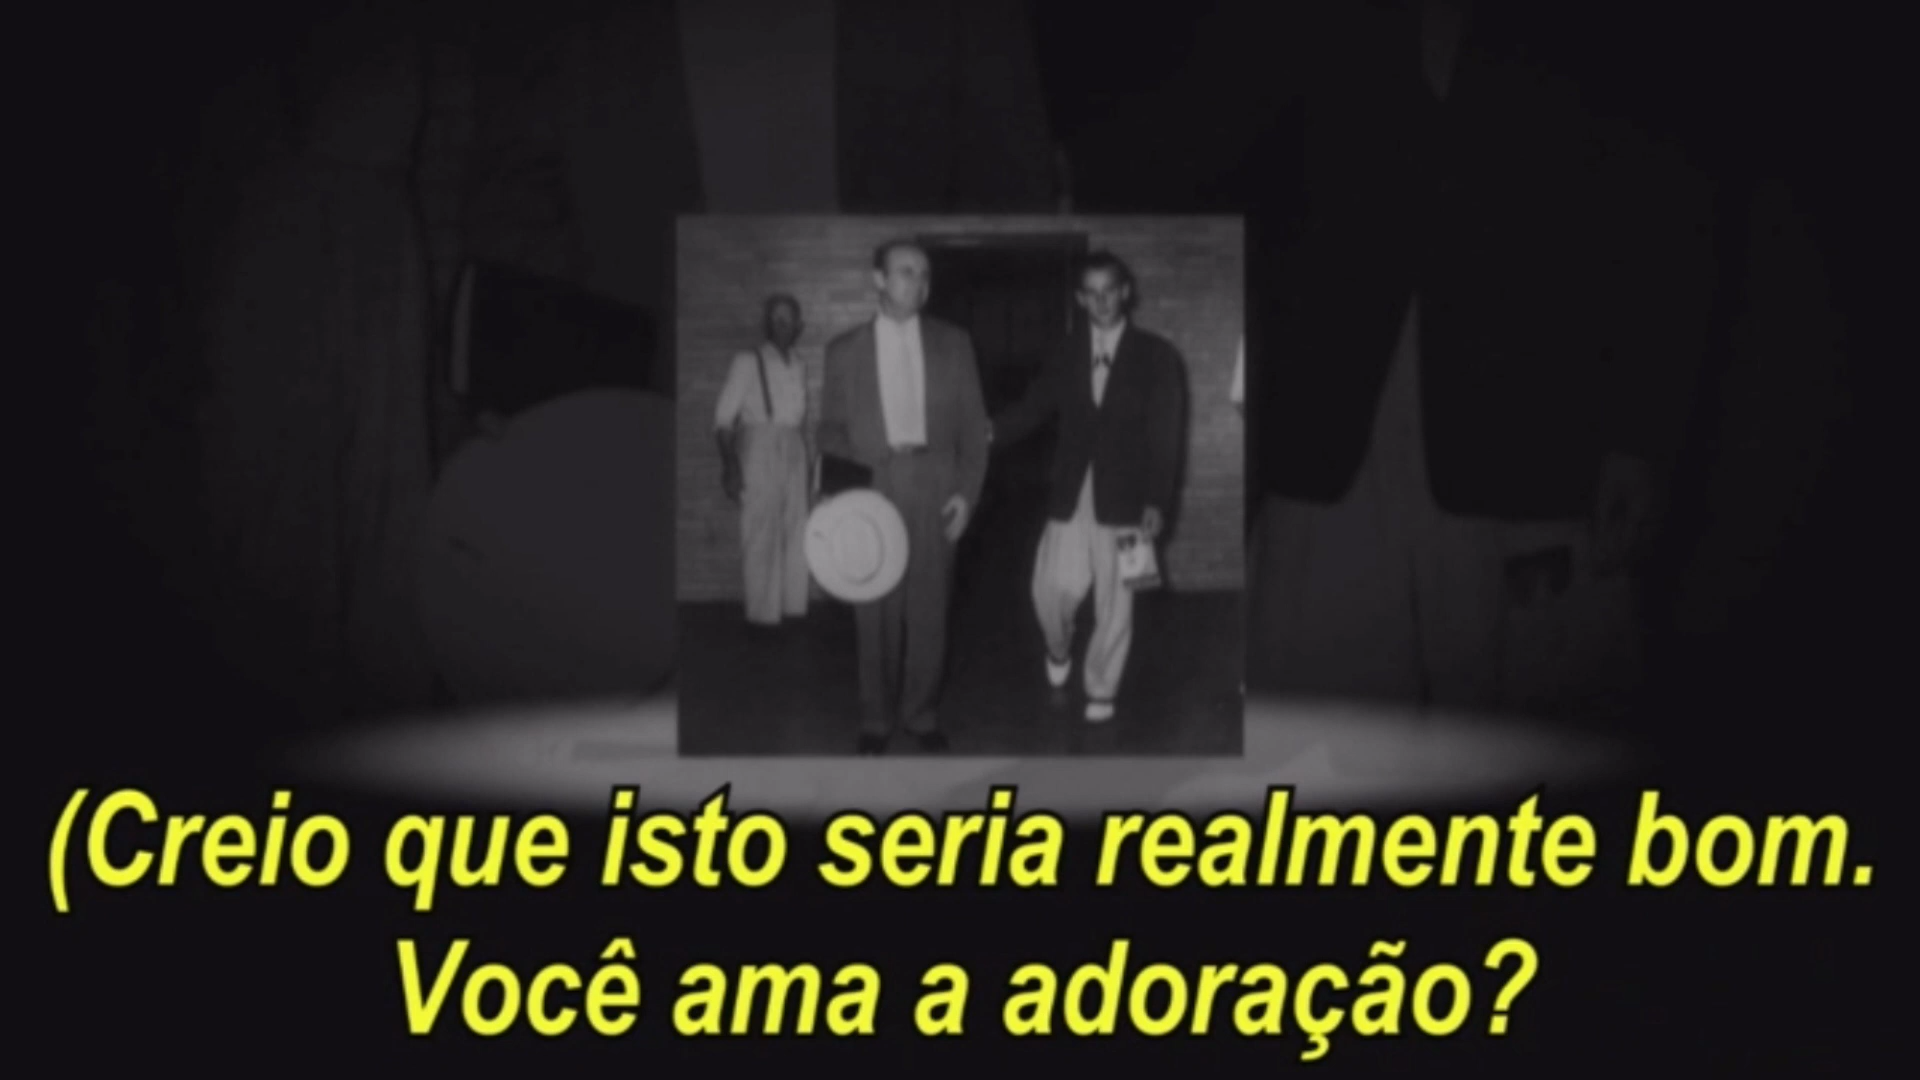 (Creio que isto seria realmente bom.
Você ama a adoração?